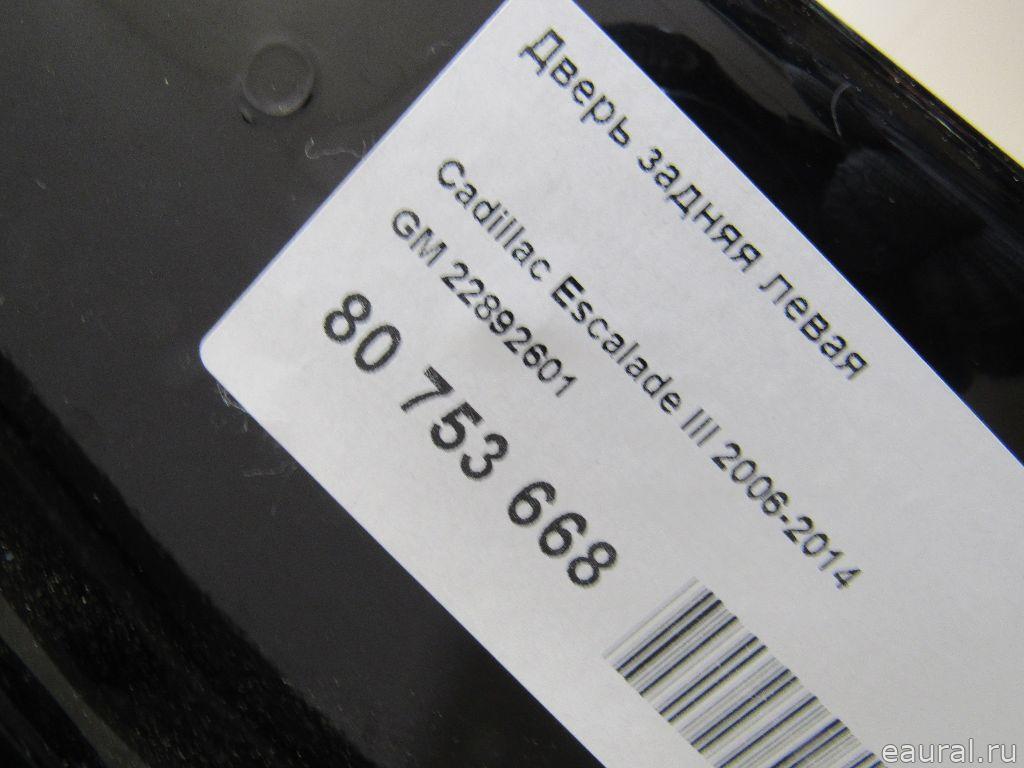 Дверь задняя левая
Cadillac Escalade III 2006-2014
GM 22892601
80 753 668
eaural.ru